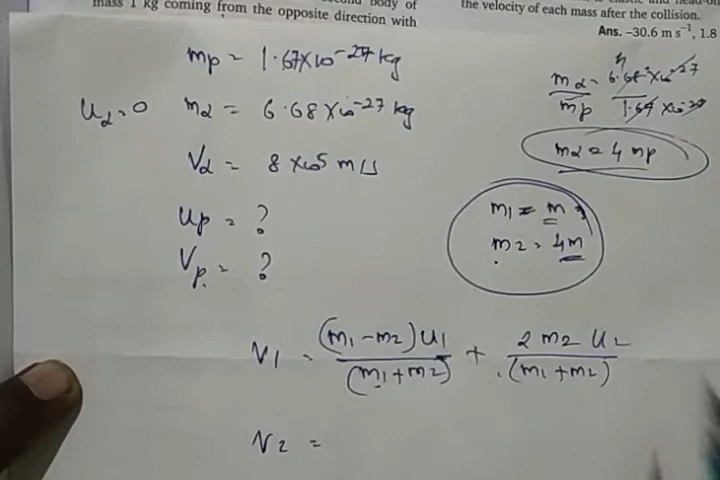 mass 1 kg coming from the opposite direction with
the velocity of each mass after the collision.
Ans. –30.6 m s⁻¹, 1.8
mp = 1.67×10⁻²⁷ kg
u𝛼 = 0
m𝛼 = 6.68×10⁻²⁷ kg
V𝛼 = 8×10⁵ m/s
up = ?
Vp = ?
m𝛼/mp =
m𝛼 = 4 mp
m1 = m
m2 = 4m
V1 = (m1-m2)u1/(m1+m2) + 2 m2 u2/(m1+m2)
V2 =